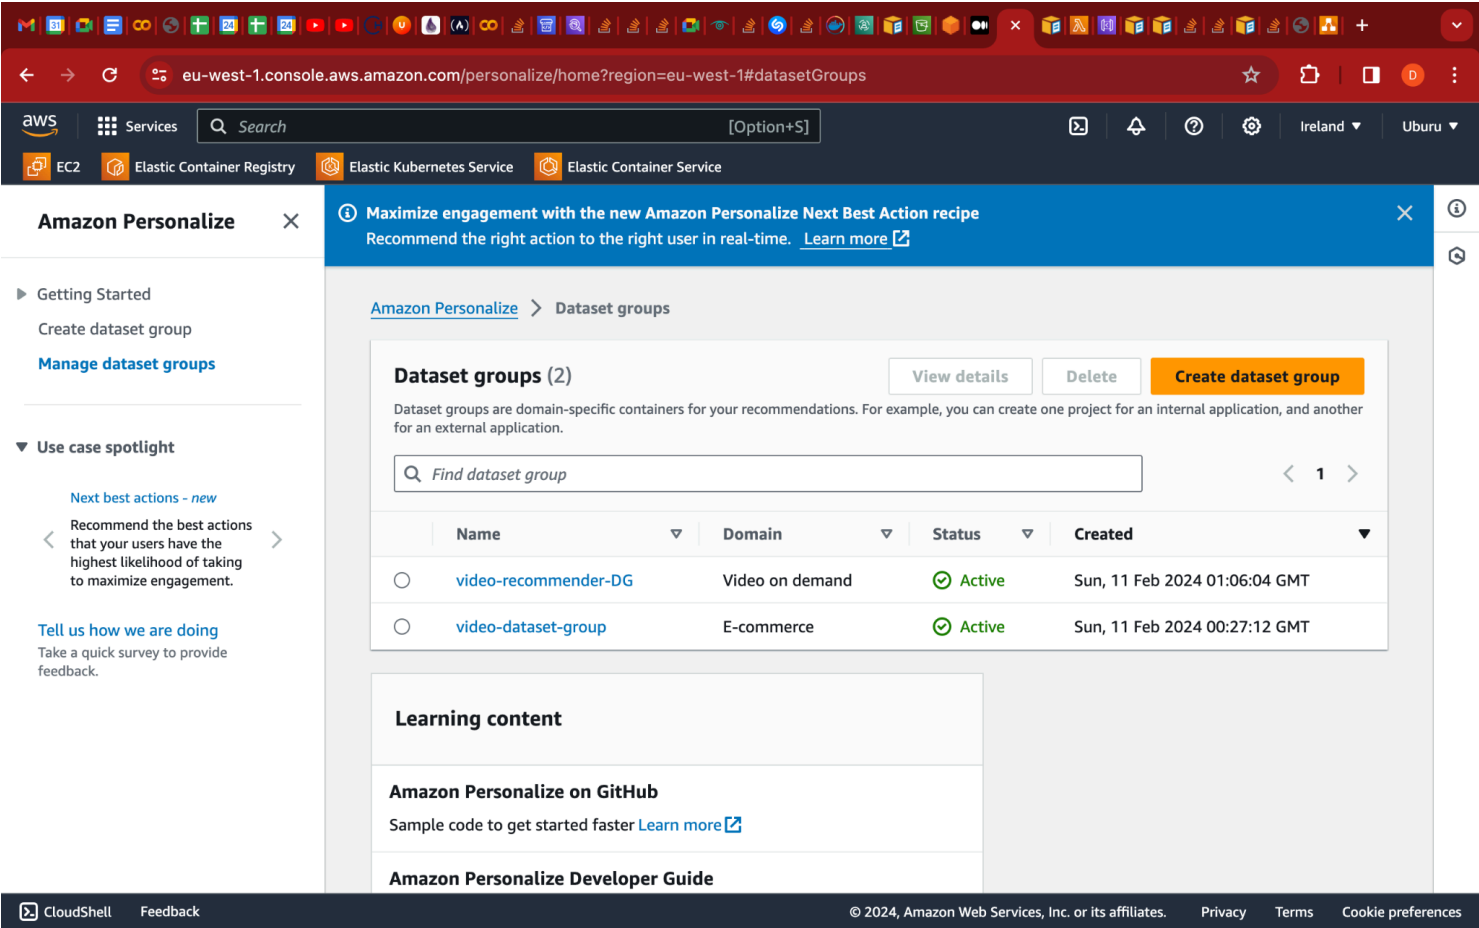 eu-west-1.console.aws.amazon.com/personalize/home?region=eu-west-1#datasetGroups
D
aws
Services
Search
[Option+S]
Ireland ▼
Uburu ▼
EC2
Elastic Container Registry
Elastic Kubernetes Service
Elastic Container Service
Amazon Personalize
Getting Started
Create dataset group
Manage dataset groups
Use case spotlight
Next best actions - new
Recommend the best actions
that your users have the
highest likelihood of taking
to maximize engagement.
Tell us how we are doing
Take a quick survey to provide
feedback.
Maximize engagement with the new Amazon Personalize Next Best Action recipe
Recommend the right action to the right user in real-time. Learn more
Amazon Personalize > Dataset groups
Dataset groups (2)
View details
Delete
Create dataset group
Dataset groups are domain-specific containers for your recommendations. For example, you can create one project for an internal application, and another
for an external application.
Find dataset group
1
Name Domain Status Created
video-recommender-DG Video on demand Active Sun, 11 Feb 2024 01:06:04 GMT
video-dataset-group E-commerce Active Sun, 11 Feb 2024 00:27:12 GMT
Learning content
Amazon Personalize on GitHub
Sample code to get started faster Learn more
Amazon Personalize Developer Guide
CloudShell
Feedback
© 2024, Amazon Web Services, Inc. or its affiliates.
Privacy
Terms
Cookie preferences